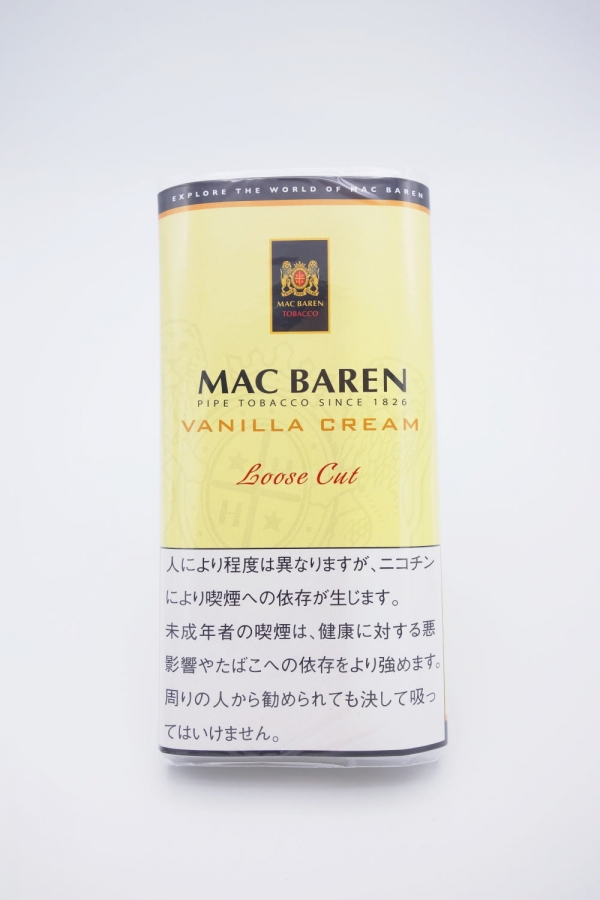 EXPLORE THE WORLD OF MAC BAREN
MAC BAREN
TOBACCO
MAC BAREN
PIPE TOBACCO SINCE 1826
VANILLA CREAM
Loose Cut
H
人により程度は異なりますが、ニコチン
により喫煙への依存が生じます。
未成年者の喫煙は、健康に対する悪
影響やたばこへの依存をより強めます。
周りの人から勧められても決して吸っ
てはいけません。